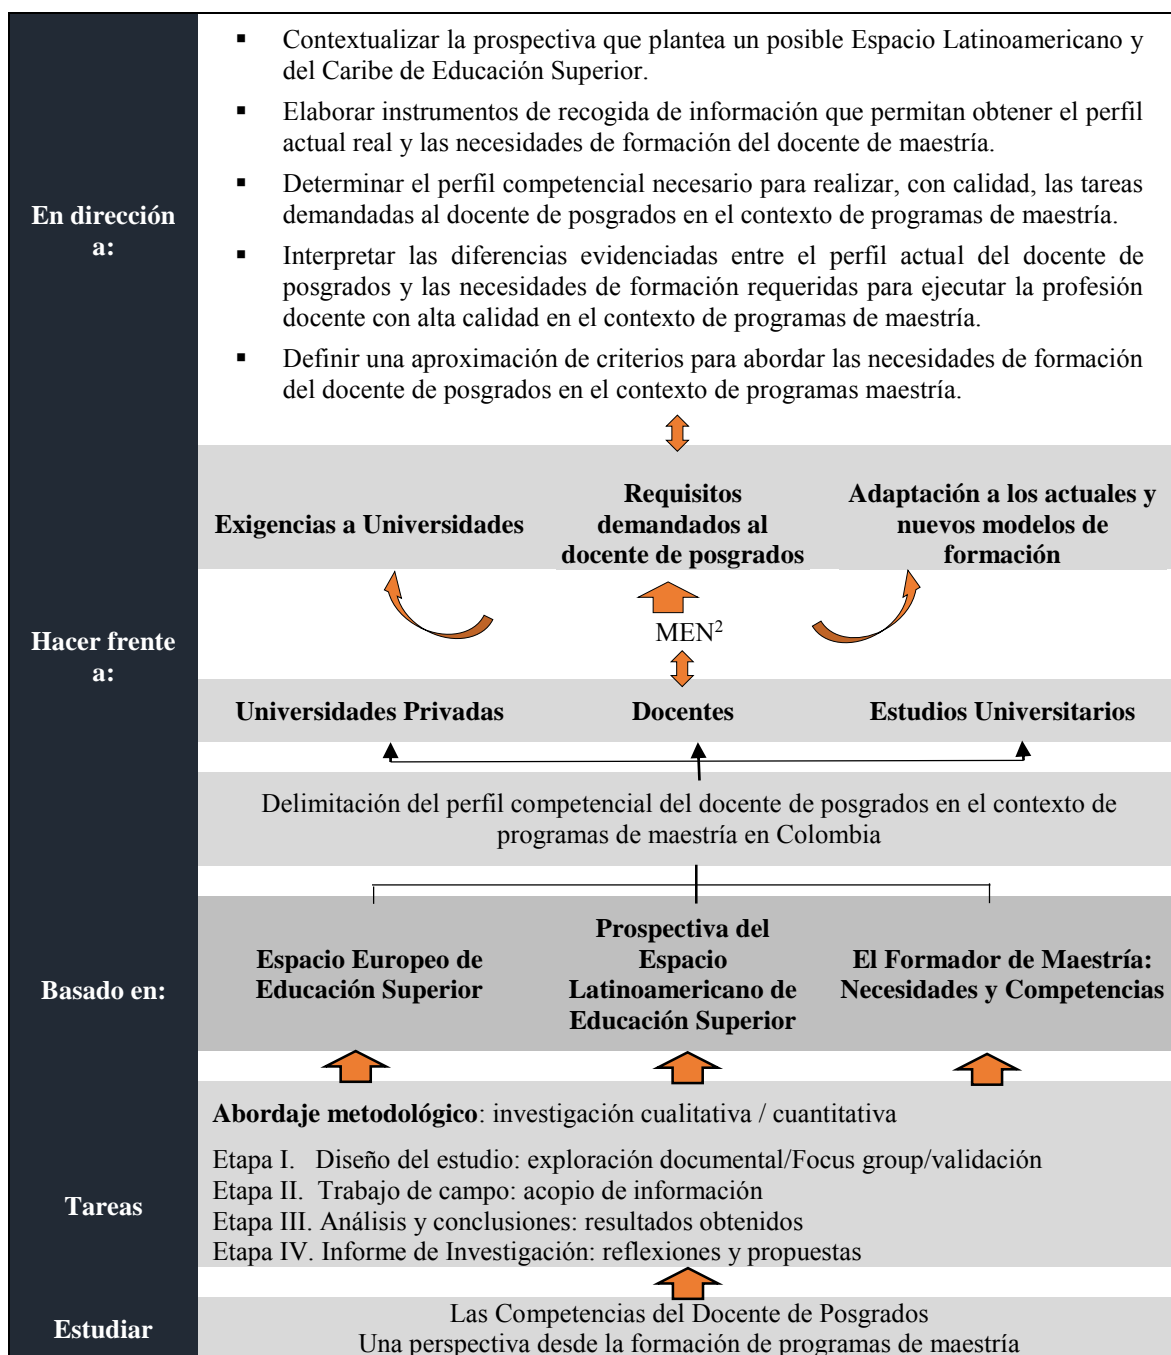 En dirección
a:
▪ Contextualizar la prospectiva que plantea un posible Espacio Latinoamericano y
del Caribe de Educación Superior.
▪ Elaborar instrumentos de recogida de información que permitan obtener el perfil
actual real y las necesidades de formación del docente de maestría.
▪ Determinar el perfil competencial necesario para realizar, con calidad, las tareas
demandadas al docente de posgrados en el contexto de programas de maestría.
▪ Interpretar las diferencias evidenciadas entre el perfil actual del docente de
posgrados y las necesidades de formación requeridas para ejecutar la profesión
docente con alta calidad en el contexto de programas de maestría.
▪ Definir una aproximación de criterios para abordar las necesidades de formación
del docente de posgrados en el contexto de programas maestría.
Hacer frente
a:
Exigencias a Universidades
Requisitos
demandados al
docente de posgrados
Adaptación a los actuales y
nuevos modelos de
formación
MEN²
Universidades Privadas
Docentes
Estudios Universitarios
Delimitación del perfil competencial del docente de posgrados en el contexto de
programas de maestría en Colombia
Basado en:
Espacio Europeo de
Educación Superior
Prospectiva del
Espacio
Latinoamericano de
Educación Superior
El Formador de Maestría:
Necesidades y Competencias
Tareas
Abordaje metodológico: investigación cualitativa / cuantitativa
Etapa I. Diseño del estudio: exploración documental/Focus group/validación
Etapa II. Trabajo de campo: acopio de información
Etapa III. Análisis y conclusiones: resultados obtenidos
Etapa IV. Informe de Investigación: reflexiones y propuestas
Estudiar
Las Competencias del Docente de Posgrados
Una perspectiva desde la formación de programas de maestría